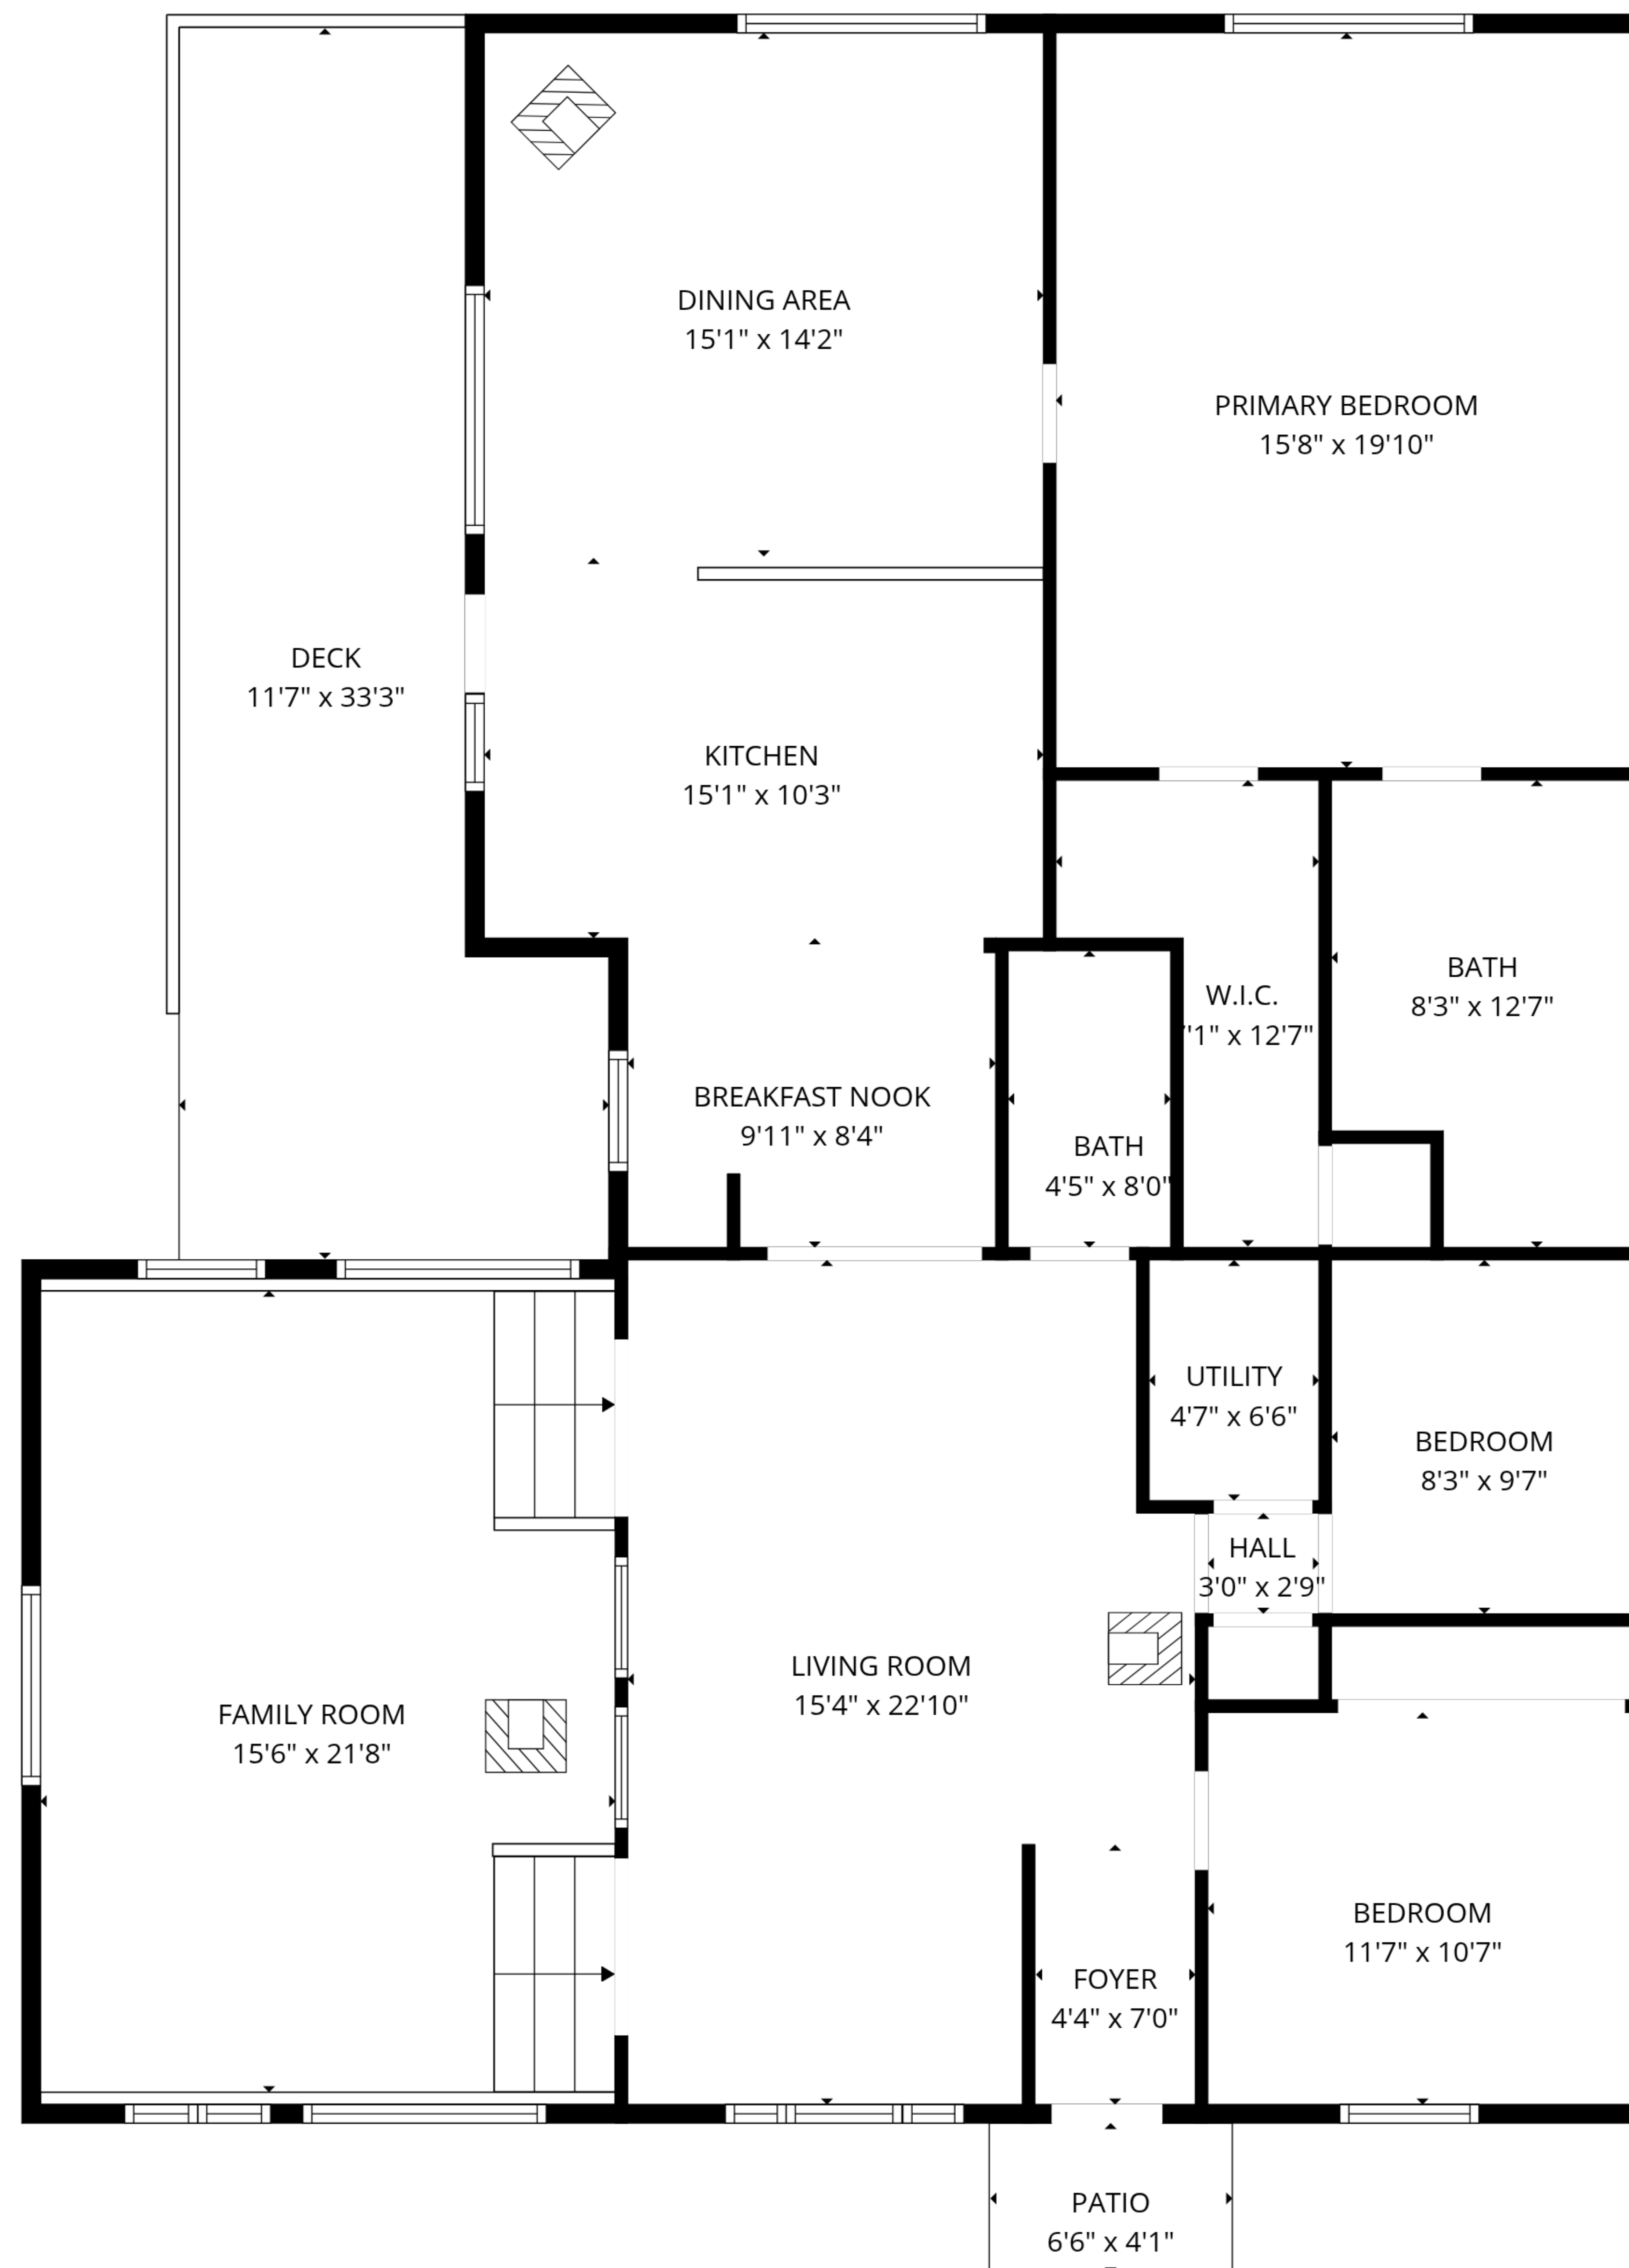 DINING AREA
15'1" x 14'2"
PRIMARY BEDROOM
15'8" x 19'10"
DECK
11'7" x 33'3"
KITCHEN
15'1" x 10'3"
W.I.C.
'1" x 12'7"
BATH
8'3" x 12'7"
BREAKFAST NOOK
9'11" x 8'4"
BATH
4'5" x 8'0"
UTILITY
4'7" x 6'6"
BEDROOM
8'3" x 9'7"
HALL
3'0" x 2'9"
LIVING ROOM
15'4" x 22'10"
FAMILY ROOM
15'6" x 21'8"
BEDROOM
11'7" x 10'7"
FOYER
4'4" x 7'0"
PATIO
6'6" x 4'1"